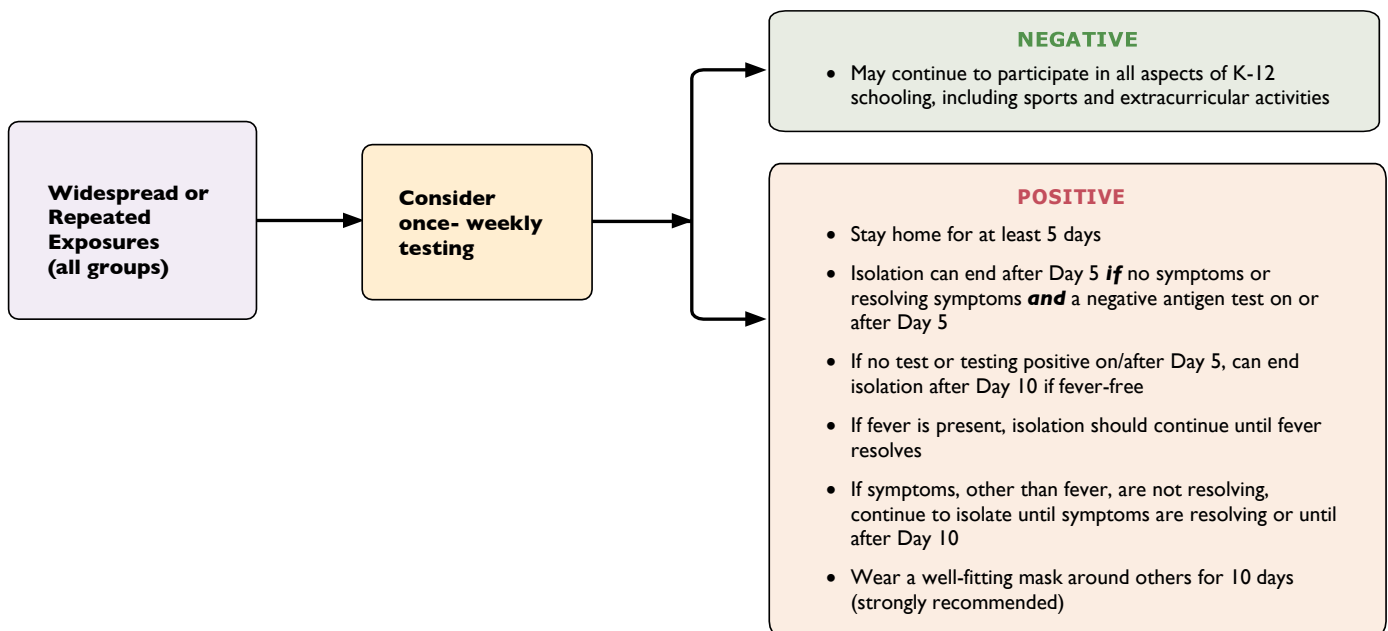 Widespread or
Repeated
Exposures
(all groups)
Consider
once- weekly
testing
NEGATIVE
• May continue to participate in all aspects of K-12
schooling, including sports and extracurricular activities
POSITIVE
• Stay home for at least 5 days
• Isolation can end after Day 5 if no symptoms or
resolving symptoms and a negative antigen test on or
after Day 5
• If no test or testing positive on/after Day 5, can end
isolation after Day 10 if fever-free
• If fever is present, isolation should continue until fever
resolves
• If symptoms, other than fever, are not resolving,
continue to isolate until symptoms are resolving or until
after Day 10
• Wear a well-fitting mask around others for 10 days
(strongly recommended)